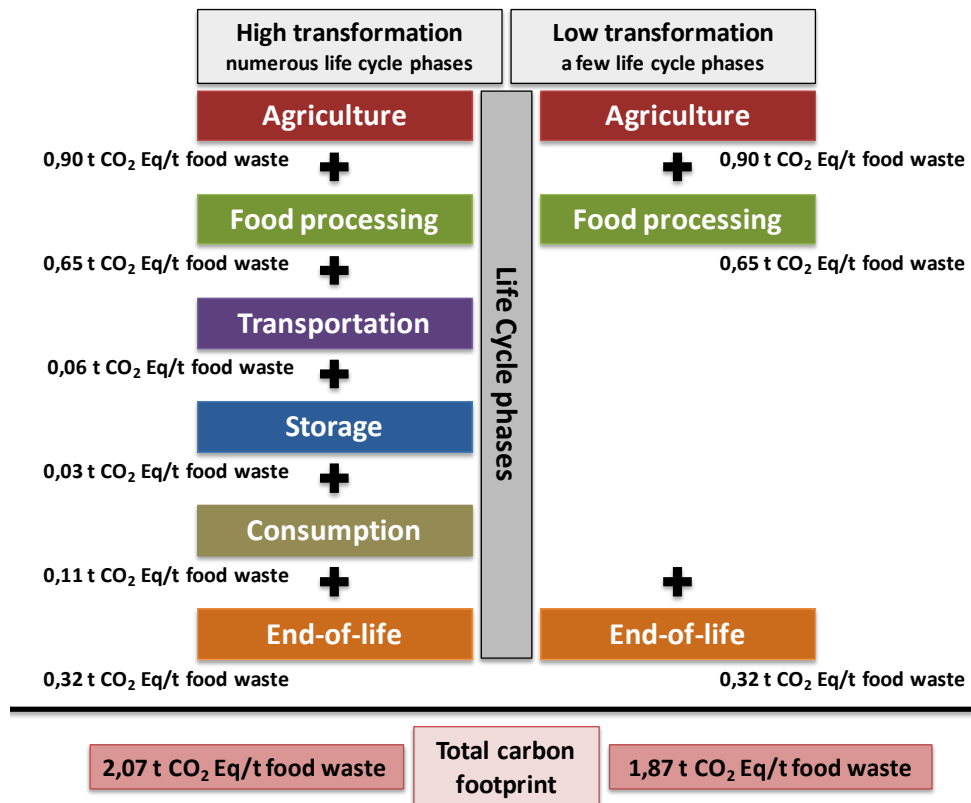 High transformation
numerous life cycle phases
Low transformation
a few life cycle phases
Agriculture
Agriculture
0,90 t CO₂ Eq/t food waste
0,90 t CO₂ Eq/t food waste
Food processing
Food processing
0,65 t CO₂ Eq/t food waste
0,65 t CO₂ Eq/t food waste
Transportation
0,06 t CO₂ Eq/t food waste
Life Cycle phases
Storage
0,03 t CO₂ Eq/t food waste
Consumption
0,11 t CO₂ Eq/t food waste
End-of-life
End-of-life
0,32 t CO₂ Eq/t food waste
0,32 t CO₂ Eq/t food waste
2,07 t CO₂ Eq/t food waste
Total carbon
footprint
1,87 t CO₂ Eq/t food waste